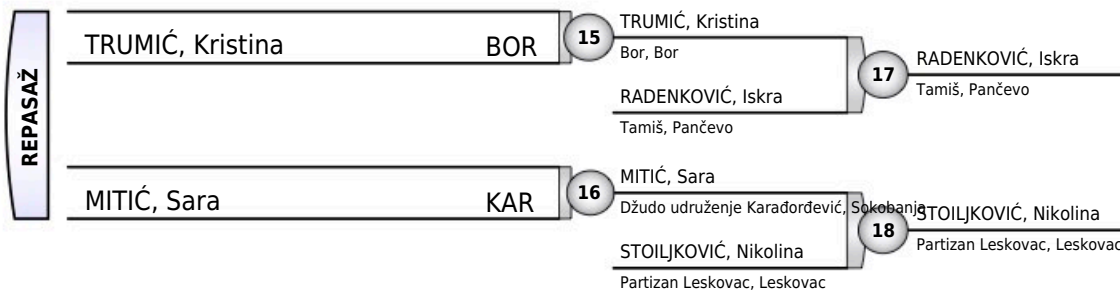 REPASAŽ
TRUMIĆ, Kristina BOR
15
TRUMIĆ, Kristina
Bor, Bor
RADENKOVIĆ, Iskra
Tamiš, Pančevo
17
RADENKOVIĆ, Iskra
Tamiš, Pančevo
MITIĆ, Sara KAR
16
MITIĆ, Sara
Džudo udruženje Karađorđević, Sokobanja
STOILJKOVIĆ, Nikolina
Partizan Leskovac, Leskovac
18
STOILJKOVIĆ, Nikolina
Partizan Leskovac, Leskovac